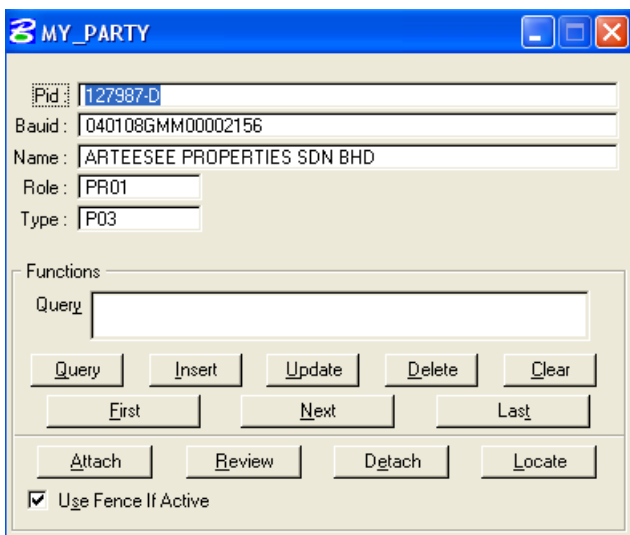 MY_PARTY
Pid : 127987-D
Bauid : 040108GMM00002156
Name : ARTEESEE PROPERTIES SDN BHD
Role : PR01
Type : P03
Functions
Query
Query Insert Update Delete Clear
First Next Last
Attach Review Detach Locate
Use Fence If Active